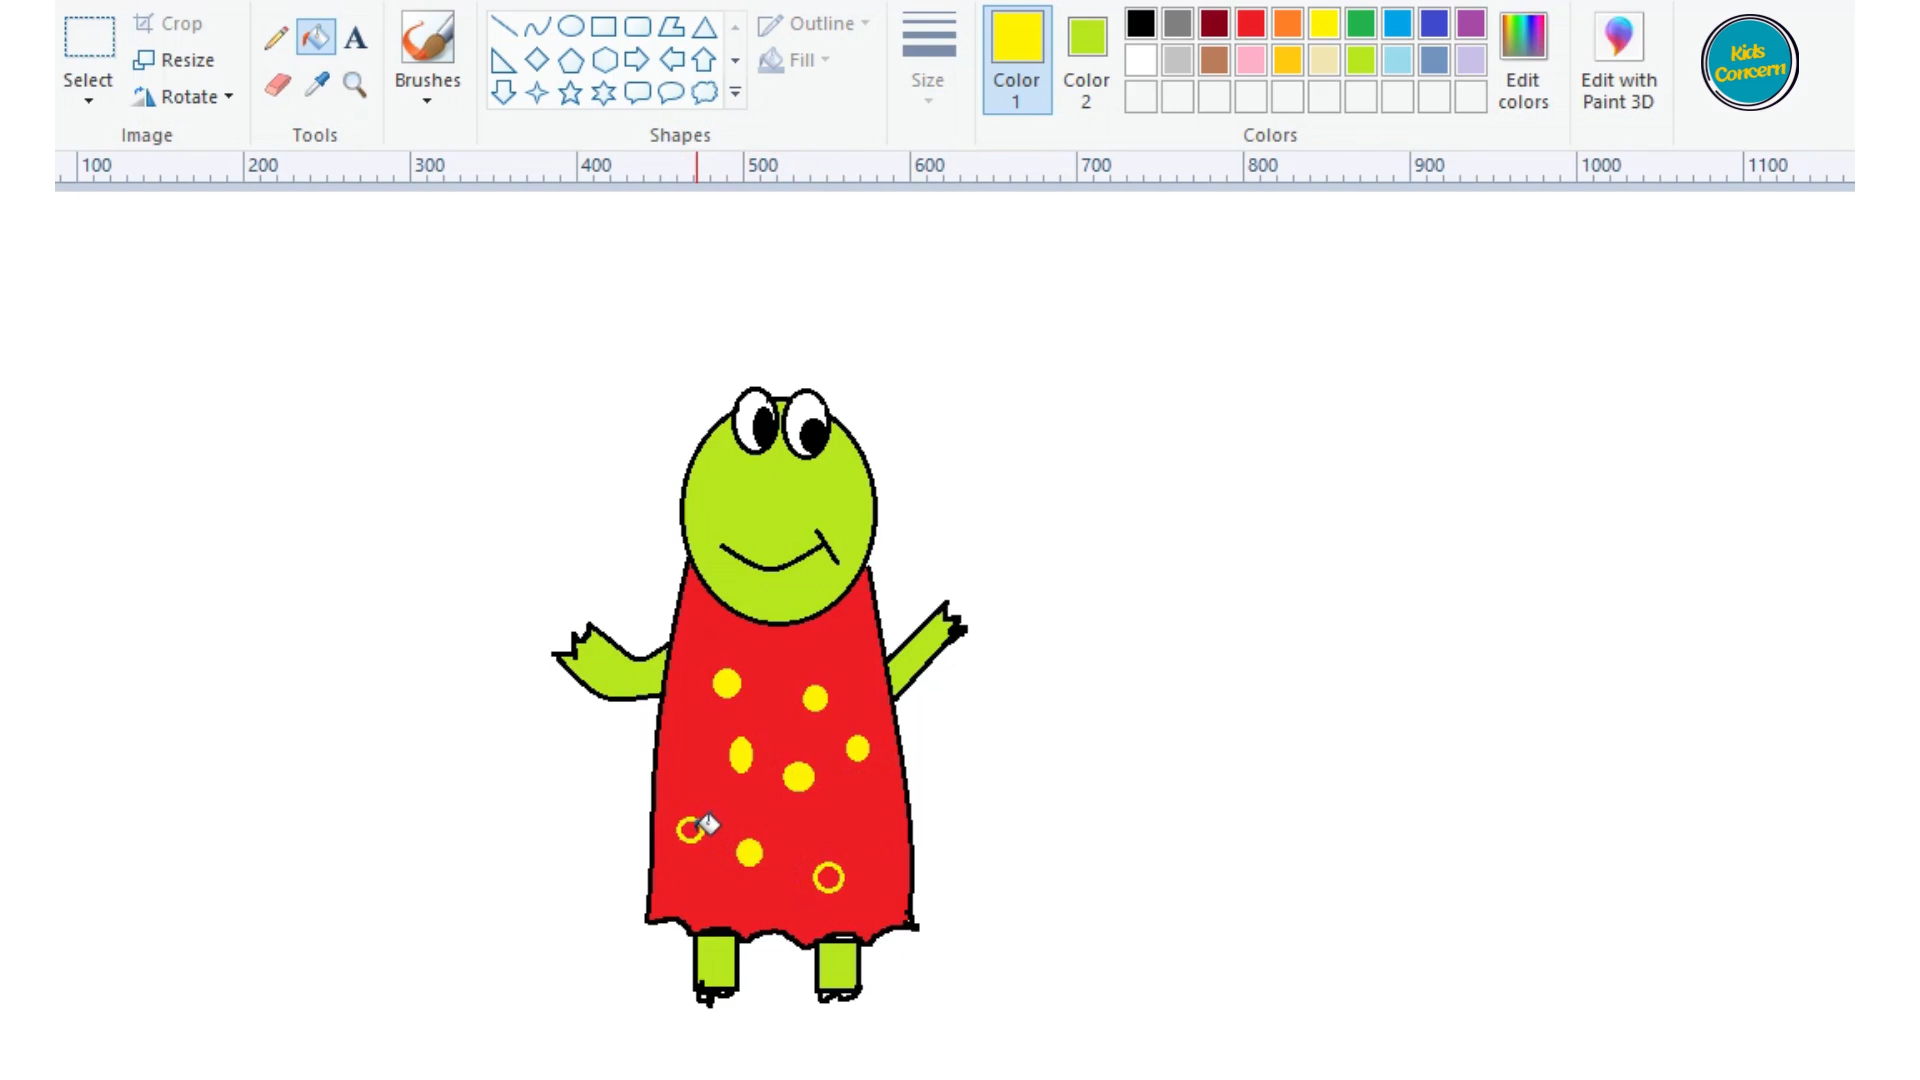 Select
Crop
Resize
Rotate
Image
A
Tools
Brushes
Shapes
Outline
Fill
Size
Color
1
Color
2
Colors
Edit
colors
Edit with
Paint 3D
Kids
Concern
100 200 300 400 500 600 700 800 900 1000 1100